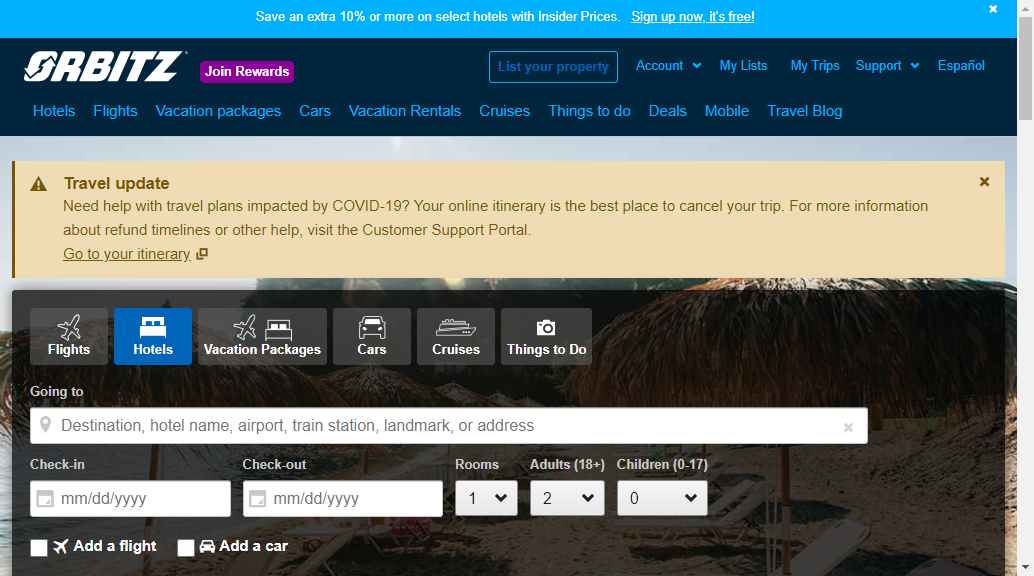 Save an extra 10% or more on select hotels with Insider Prices. Sign up now, it's free!
ORBITZ Join Rewards List your property Account My Lists My Trips Support Español
Hotels Flights Vacation packages Cars Vacation Rentals Cruises Things to do Deals Mobile Travel Blog
Travel update
Need help with travel plans impacted by COVID-19? Your online itinerary is the best place to cancel your trip. For more information
about refund timelines or other help, visit the Customer Support Portal.
Go to your itinerary
Flights Hotels Vacation Packages Cars Cruises Things to Do
Going to
Destination, hotel name, airport, train station, landmark, or address
Check-in Check-out Rooms Adults (18+) Children (0-17)
mm/dd/yyyy mm/dd/yyyy 1 2 0
Add a flight Add a car